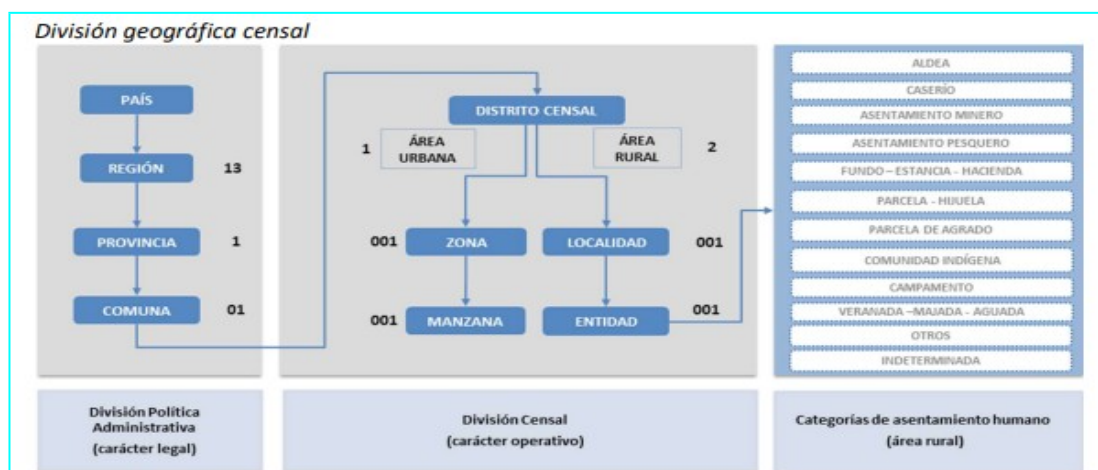 División geográfica censal
PAÍS
REGIÓN
13
PROVINCIA
1
COMUNA
01
División Política
Administrativa
(carácter legal)
DISTRITO CENSAL
1
ÁREA
URBANA
ÁREA
RURAL
2
001
ZONA
LOCALIDAD
001
001
MANZANA
ENTIDAD
001
División Censal
(carácter operativo)
ALDEA
CASERÍO
ASENTAMIENTO MINERO
ASENTAMIENTO PESQUERO
FUNDO – ESTANCIA - HACIENDA
PARCELA - HIJUELA
PARCELA DE AGRADO
COMUNIDAD INDÍGENA
CAMPAMENTO
VERANADA –MAJADA - AGUADA
OTROS
INDETERMINADA
Categorías de asentamiento humano
(área rural)